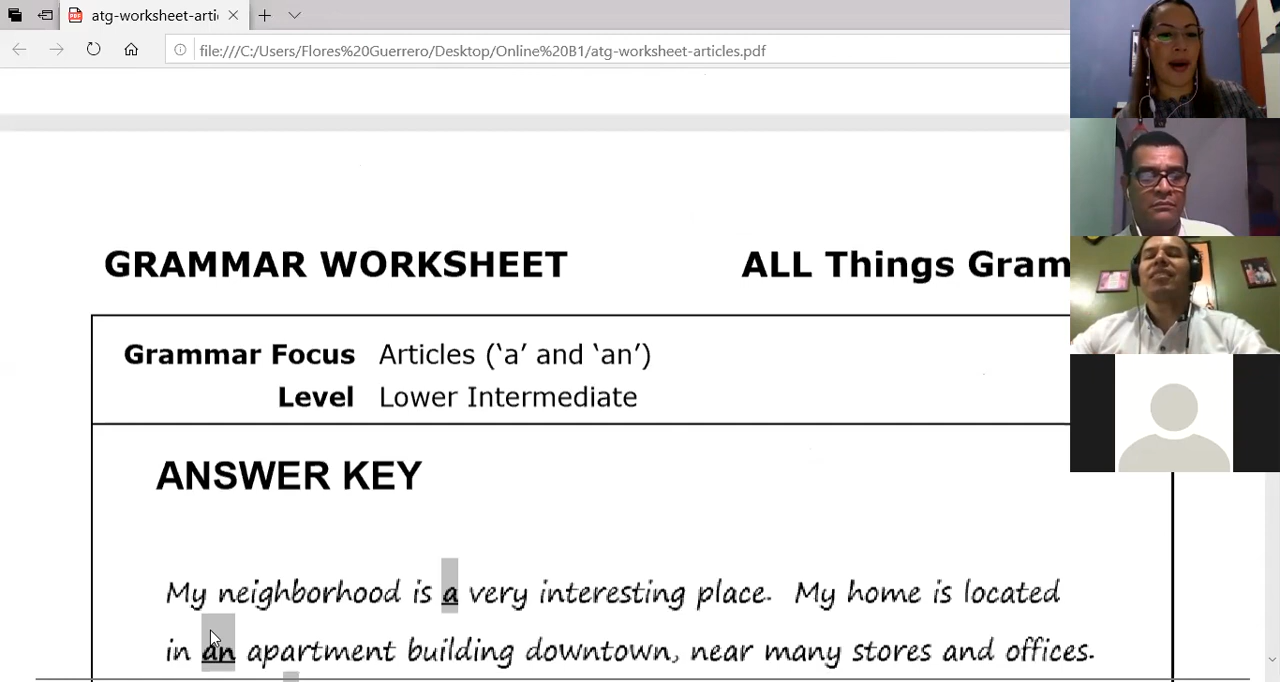 atg-worksheet-arti
file:///C:/Users/Flores%20Guerrero/Desktop/Online%20B1/atg-worksheet-articles.pdf
GRAMMAR WORKSHEET ALL Things Gram
Grammar Focus Articles (‘a’ and ‘an’)
Level Lower Intermediate
ANSWER KEY
My neighborhood is a very interesting place. My home is located
in an apartment building downtown, near many stores and offices.